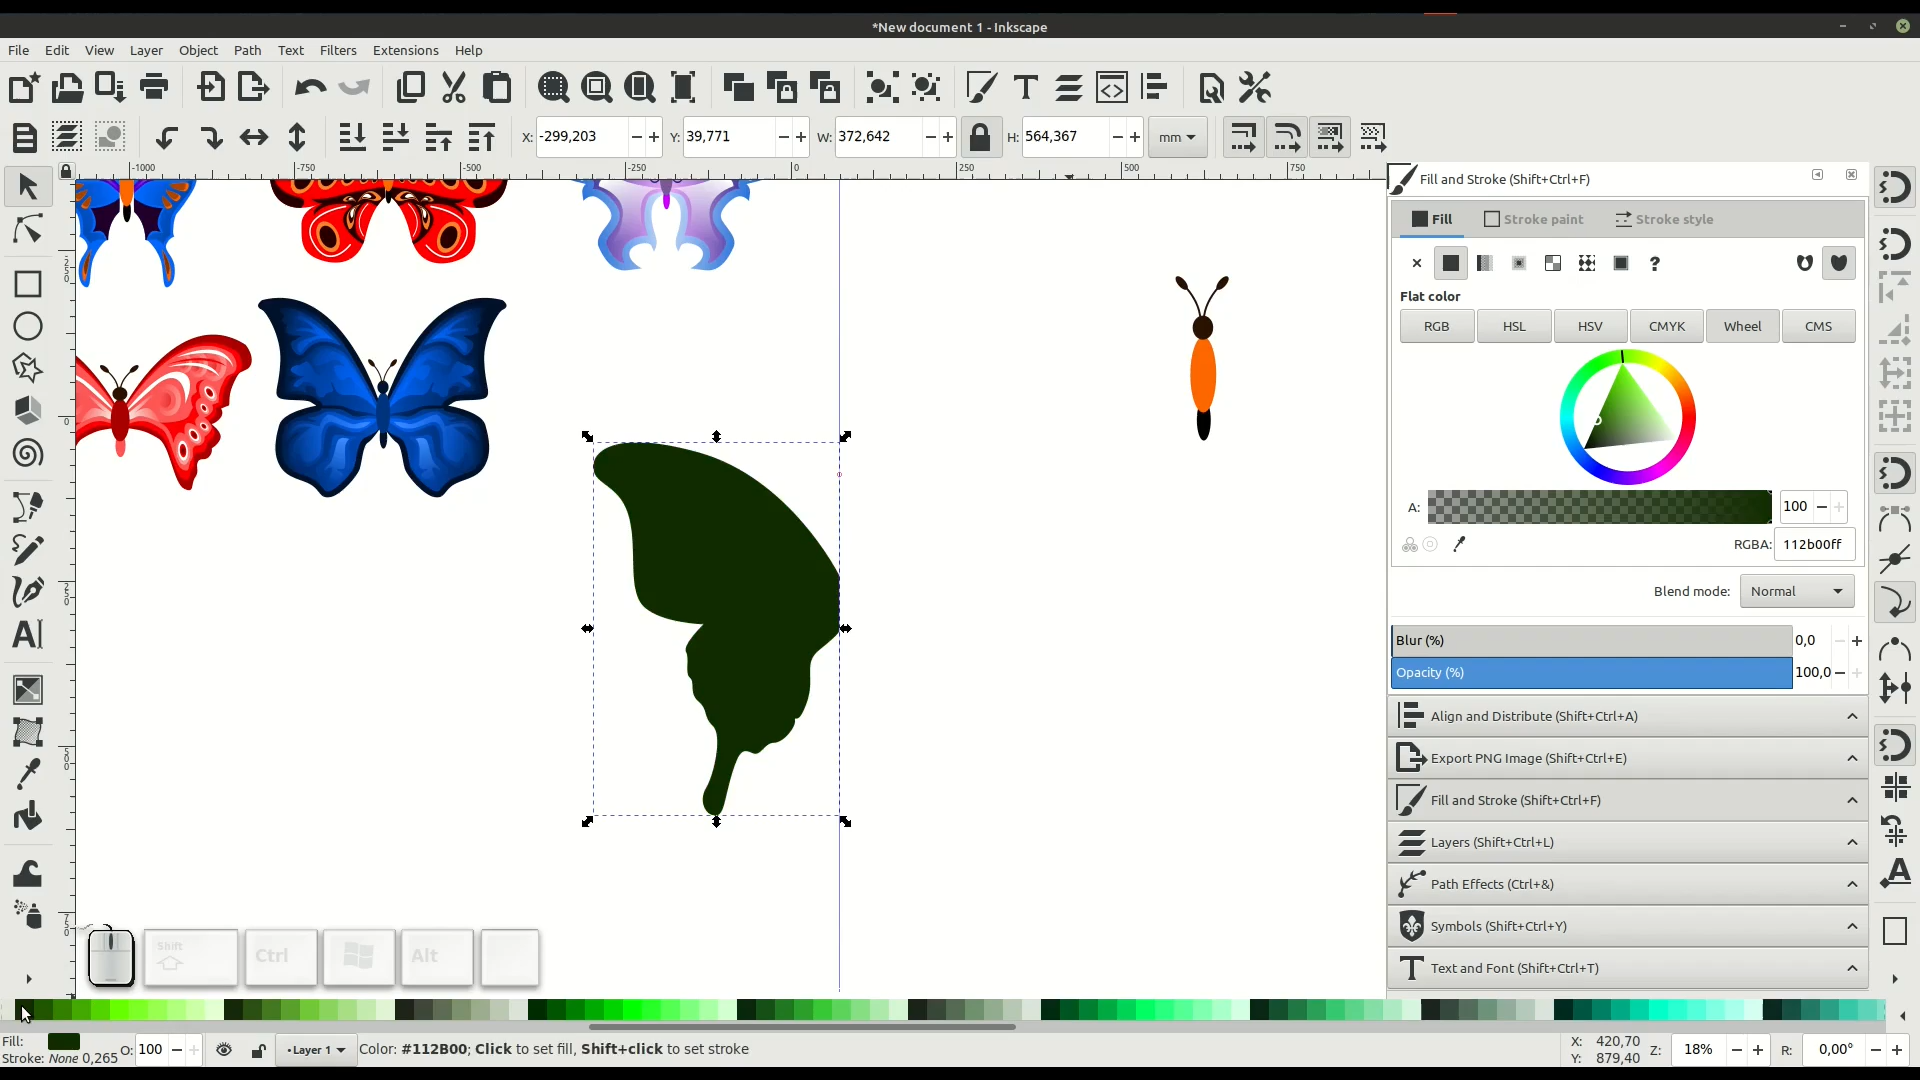 *New document 1 - Inkscape
File Edit View Layer Object Path Text Filters Extensions Help
X: -299,203 Y: 39,771 W: 372,642 H: 564,367 mm
-1000 -750 -500 -250 0 250 500 750
Fill and Stroke (Shift+Ctrl+F)
Fill Stroke paint Stroke style
Flat color
RGB HSL HSV CMYK Wheel CMS
A: 100
RGBA: 112b00ff
Blend mode: Normal
Blur (%) 0,0
Opacity (%) 100,0
Align and Distribute (Shift+Ctrl+A)
Export PNG Image (Shift+Ctrl+E)
Fill and Stroke (Shift+Ctrl+F)
Layers (Shift+Ctrl+L)
Path Effects (Ctrl+&)
Symbols (Shift+Ctrl+Y)
Text and Font (Shift+Ctrl+T)
Shift Ctrl Alt
Fill:
Stroke: None 0,265 O: 100 Layer 1 Color: #112B00; Click to set fill, Shift+click to set stroke
X: 420,70
Y: 879,40
Z: 18% R: 0,00°